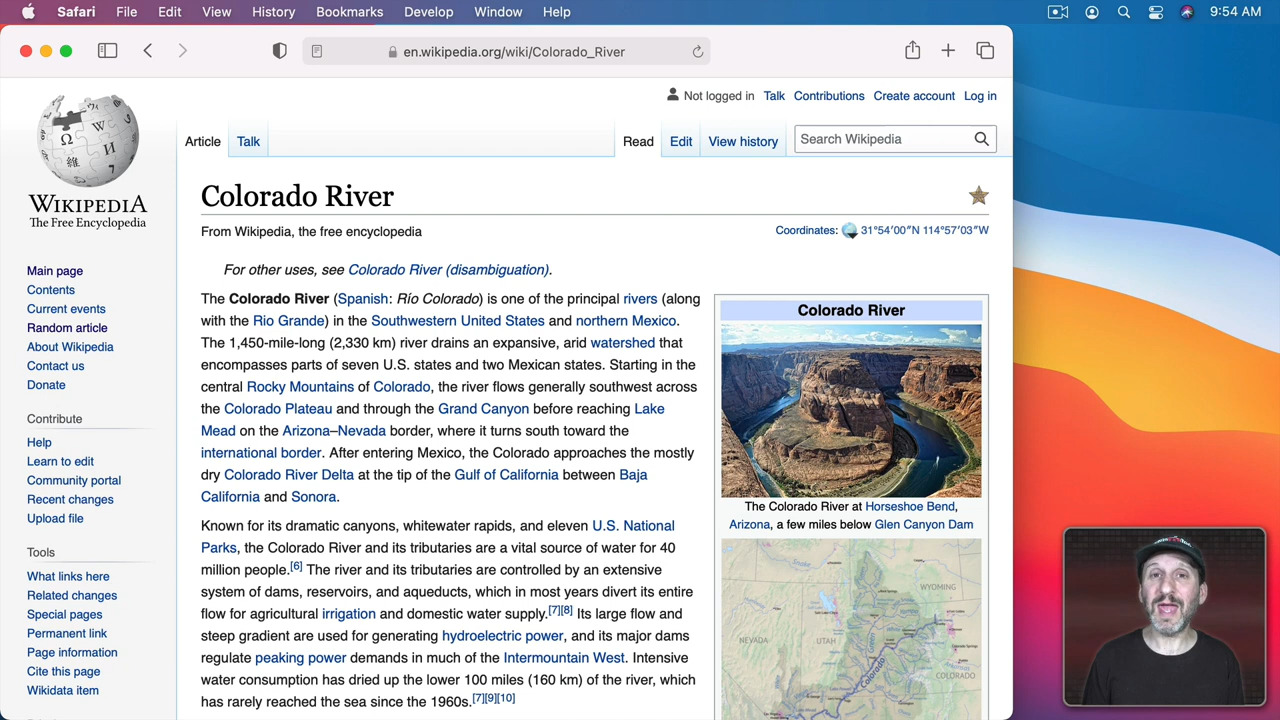 Safari File Edit View History Bookmarks Develop Window Help 9:54 AM
en.wikipedia.org/wiki/Colorado_River
Not logged in Talk Contributions Create account Log in
Article Talk Read Edit View history Search Wikipedia
WIKIPEDIA
The Free Encyclopedia
Main page
Contents
Current events
Random article
About Wikipedia
Contact us
Donate
Contribute
Help
Learn to edit
Community portal
Recent changes
Upload file
Tools
What links here
Related changes
Special pages
Permanent link
Page information
Cite this page
Wikidata item
Colorado River
From Wikipedia, the free encyclopedia
Coordinates: 31°54′00″N 114°57′03″W
For other uses, see Colorado River (disambiguation).
The Colorado River (Spanish: Río Colorado) is one of the principal rivers (along
with the Rio Grande) in the Southwestern United States and northern Mexico.
The 1,450-mile-long (2,330 km) river drains an expansive, arid watershed that
encompasses parts of seven U.S. states and two Mexican states. Starting in the
central Rocky Mountains of Colorado, the river flows generally southwest across
the Colorado Plateau and through the Grand Canyon before reaching Lake
Mead on the Arizona–Nevada border, where it turns south toward the
international border. After entering Mexico, the Colorado approaches the mostly
dry Colorado River Delta at the tip of the Gulf of California between Baja
California and Sonora.
Known for its dramatic canyons, whitewater rapids, and eleven U.S. National
Parks, the Colorado River and its tributaries are a vital source of water for 40
million people.[6] The river and its tributaries are controlled by an extensive
system of dams, reservoirs, and aqueducts, which in most years divert its entire
flow for agricultural irrigation and domestic water supply.[7][8] Its large flow and
steep gradient are used for generating hydroelectric power, and its major dams
regulate peaking power demands in much of the Intermountain West. Intensive
water consumption has dried up the lower 100 miles (160 km) of the river, which
has rarely reached the sea since the 1960s.[7][9][10]
Colorado River
The Colorado River at Horseshoe Bend,
Arizona, a few miles below Glen Canyon Dam
WYOMING
NEVADA
UTAH
Green
COLORADO
Colorado